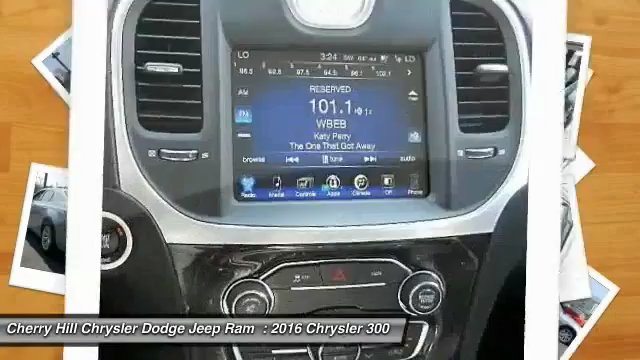 LO 3:24 LO
RESERVED
AM 101.1
FM WBEB
Katy Perry
The One That Got Away
browse tune audio
Radio Media Controls Apps Climate Phone
Cherry Hill Chrysler Dodge Jeep Ram : 2016 Chrysler 300